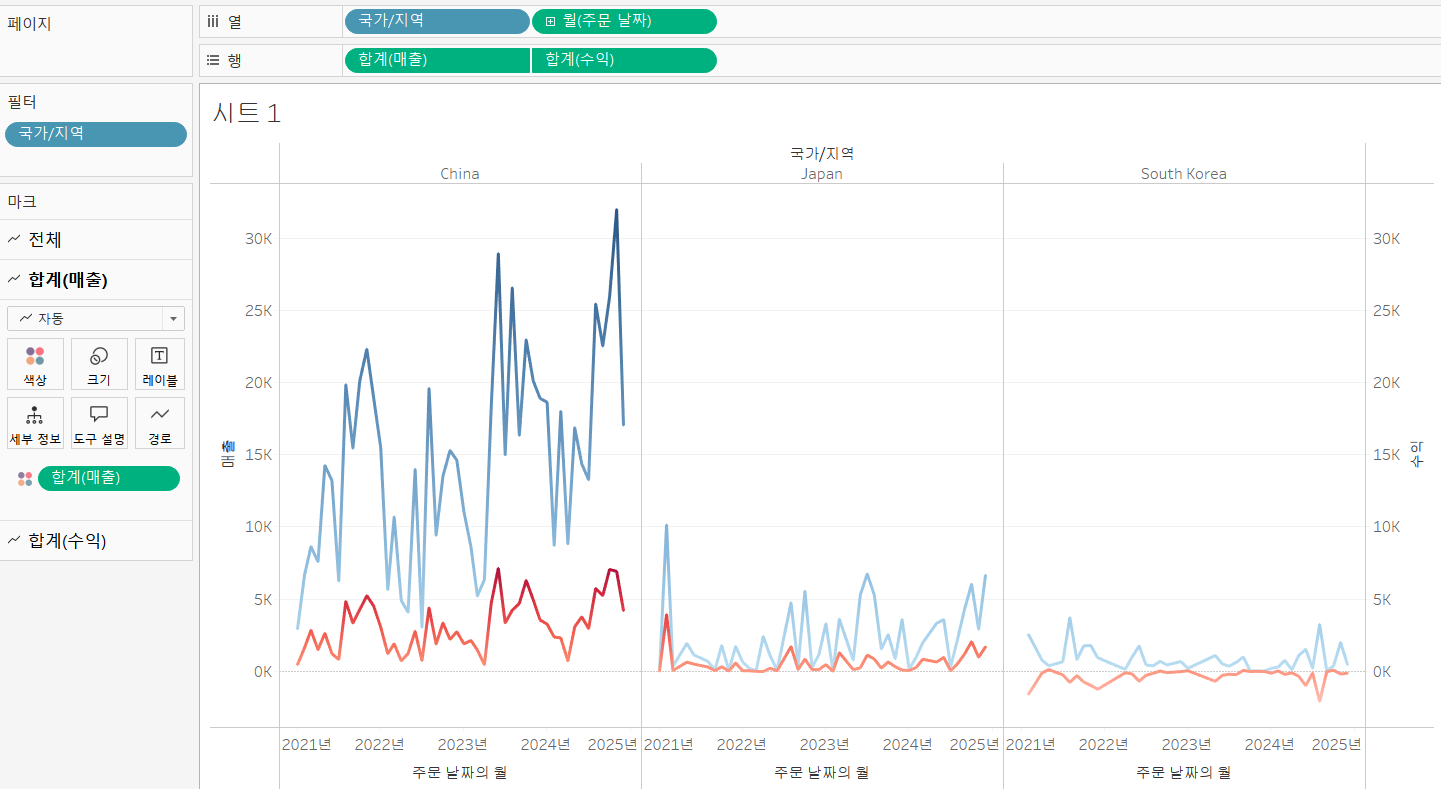 페이지
열
국가/지역
월(주문 날짜)
행
합계(매출)
합계(수익)
필터
국가/지역
마크
전체
합계(매출)
자동
색상
크기
레이블
세부 정보
도구 설명
경로
합계(매출)
합계(수익)
시트 1
국가/지역
China
Japan
South Korea
30K
25K
20K
15K
10K
5K
0K
매출
30K
25K
20K
15K
10K
5K
0K
수익
2021년 2022년 2023년 2024년 2025년
2021년 2022년 2023년 2024년 2025년
2021년 2022년 2023년 2024년 2025년
주문 날짜의 월
주문 날짜의 월
주문 날짜의 월